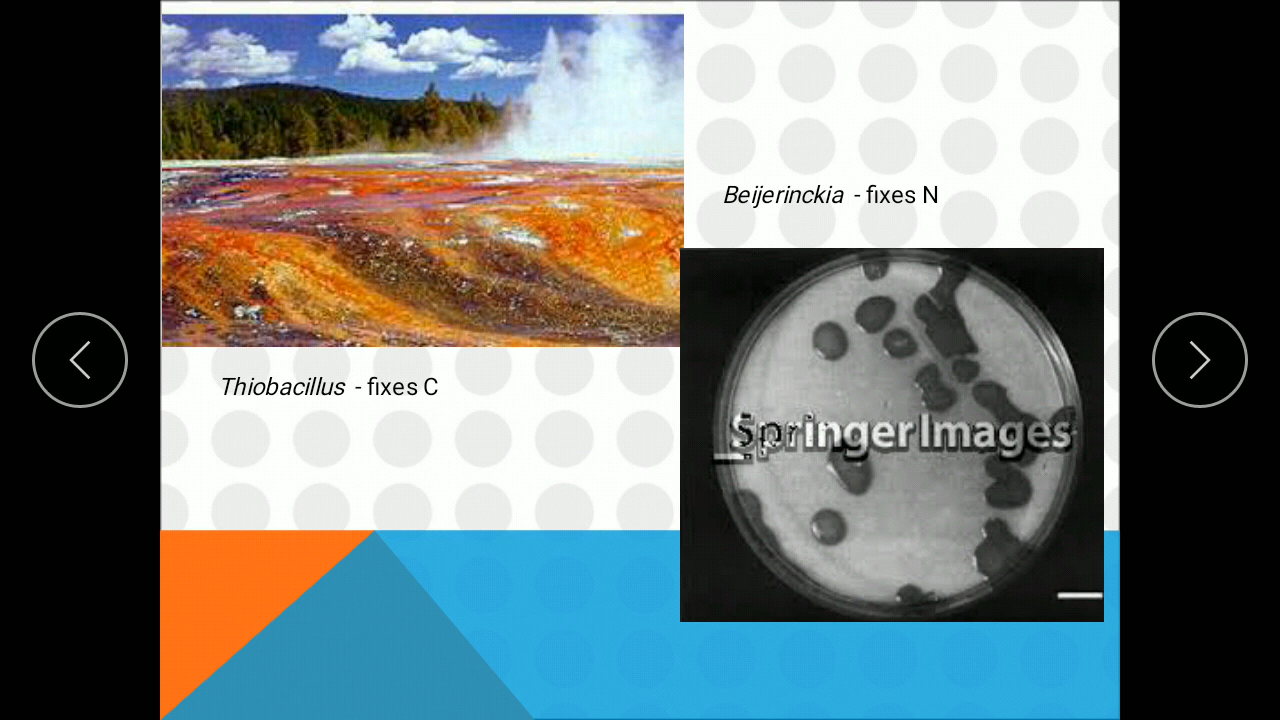 Beijerinckia - fixes N
Thiobacillus - fixes C
SpringerImages